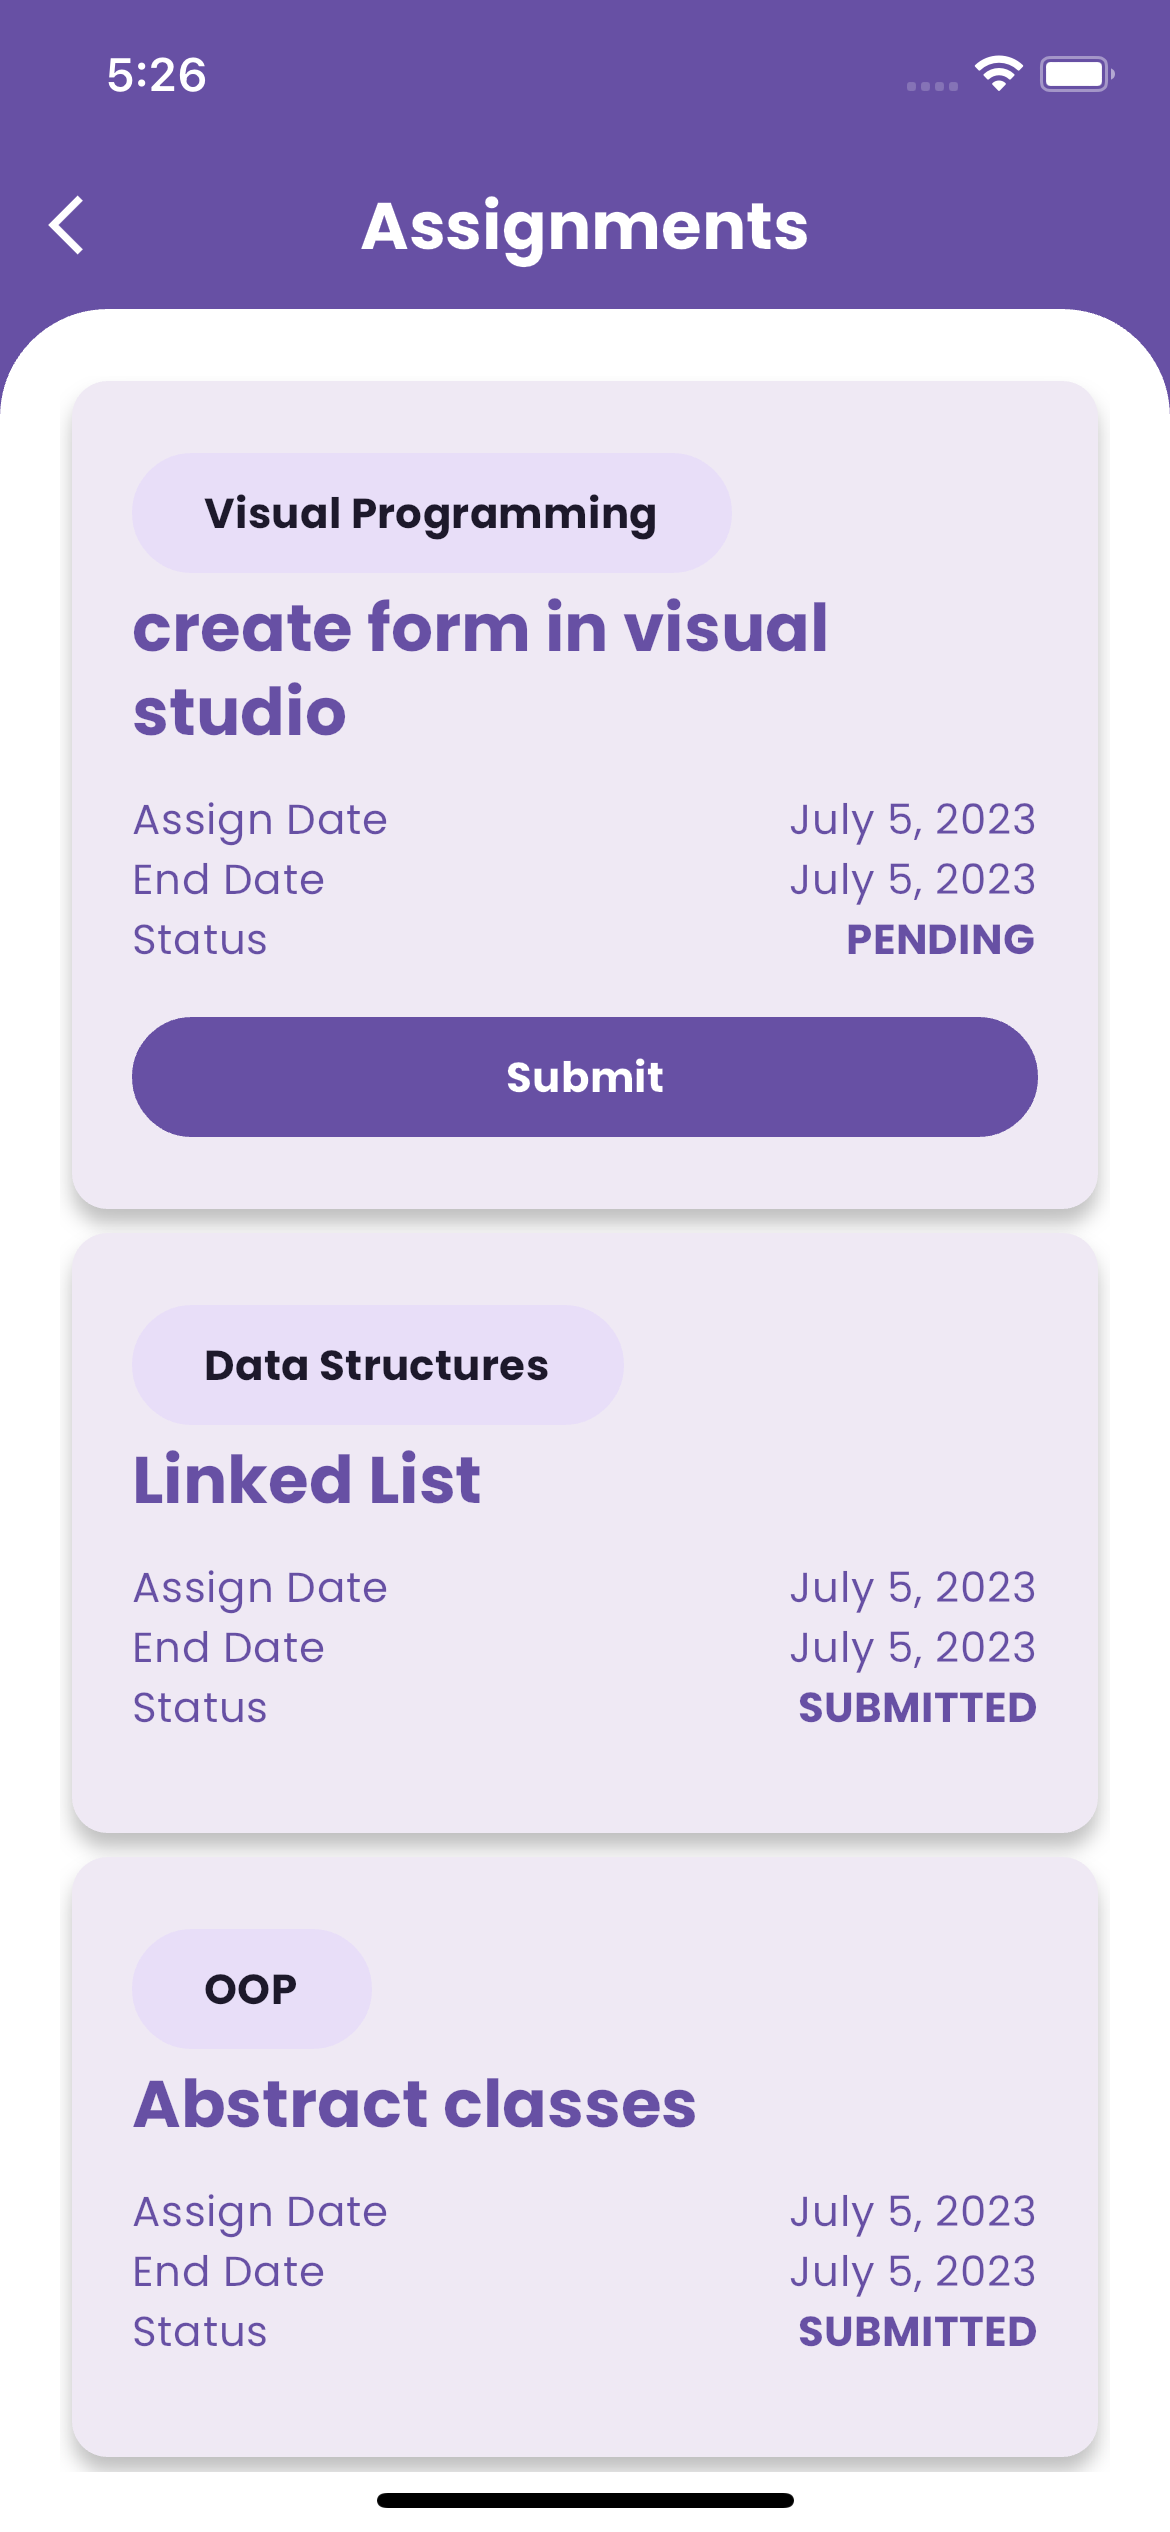 5:26
Assignments
Visual Programming
create form in visual
studio
Assign Date July 5, 2023
End Date July 5, 2023
Status PENDING
Submit
Data Structures
Linked List
Assign Date July 5, 2023
End Date July 5, 2023
Status SUBMITTED
OOP
Abstract classes
Assign Date July 5, 2023
End Date July 5, 2023
Status SUBMITTED